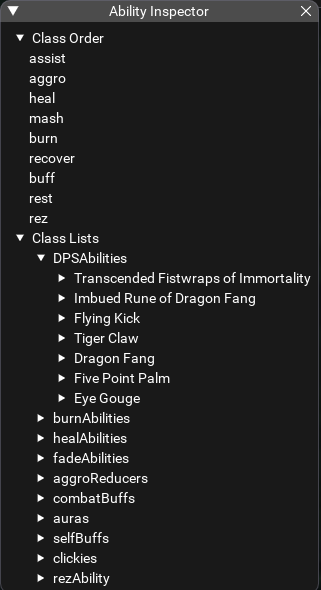 Ability Inspector
Class Order
assist
aggro
heal
mash
burn
recover
buff
rest
rez
Class Lists
DPSAbilities
Transcended Fistwraps of Immortality
Imbued Rune of Dragon Fang
Flying Kick
Tiger Claw
Dragon Fang
Five Point Palm
Eye Gouge
burnAbilities
healAbilities
fadeAbilities
aggroReducers
combatBuffs
auras
selfBuffs
clickies
rezAbility